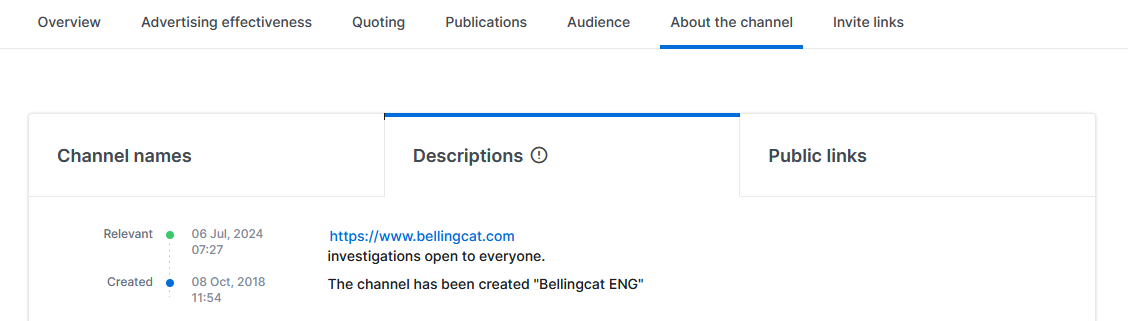 Overview Advertising effectiveness Quoting Publications Audience About the channel Invite links
Channel names Descriptions Public links
Relevant 06 Jul, 2024 https://www.bellingcat.com
07:27
investigations open to everyone.
Created 08 Oct, 2018 The channel has been created "Bellingcat ENG"
11:54